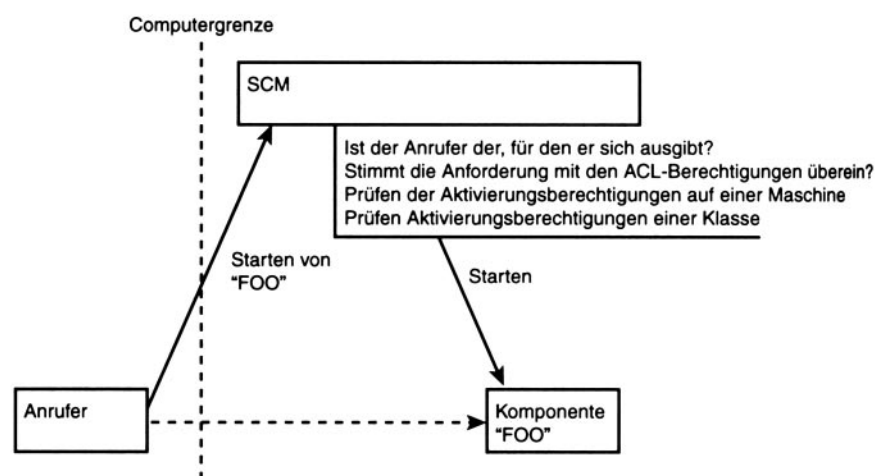 Computergrenze
SCM
Ist der Anrufer der, für den er sich ausgibt?
Stimmt die Anforderung mit den ACL-Berechtigungen überein?
Prüfen der Aktivierungsberechtigungen auf einer Maschine
Prüfen Aktivierungsberechtigungen einer Klasse
Starten von
“FOO”
Starten
Anrufer
Komponente
“FOO”